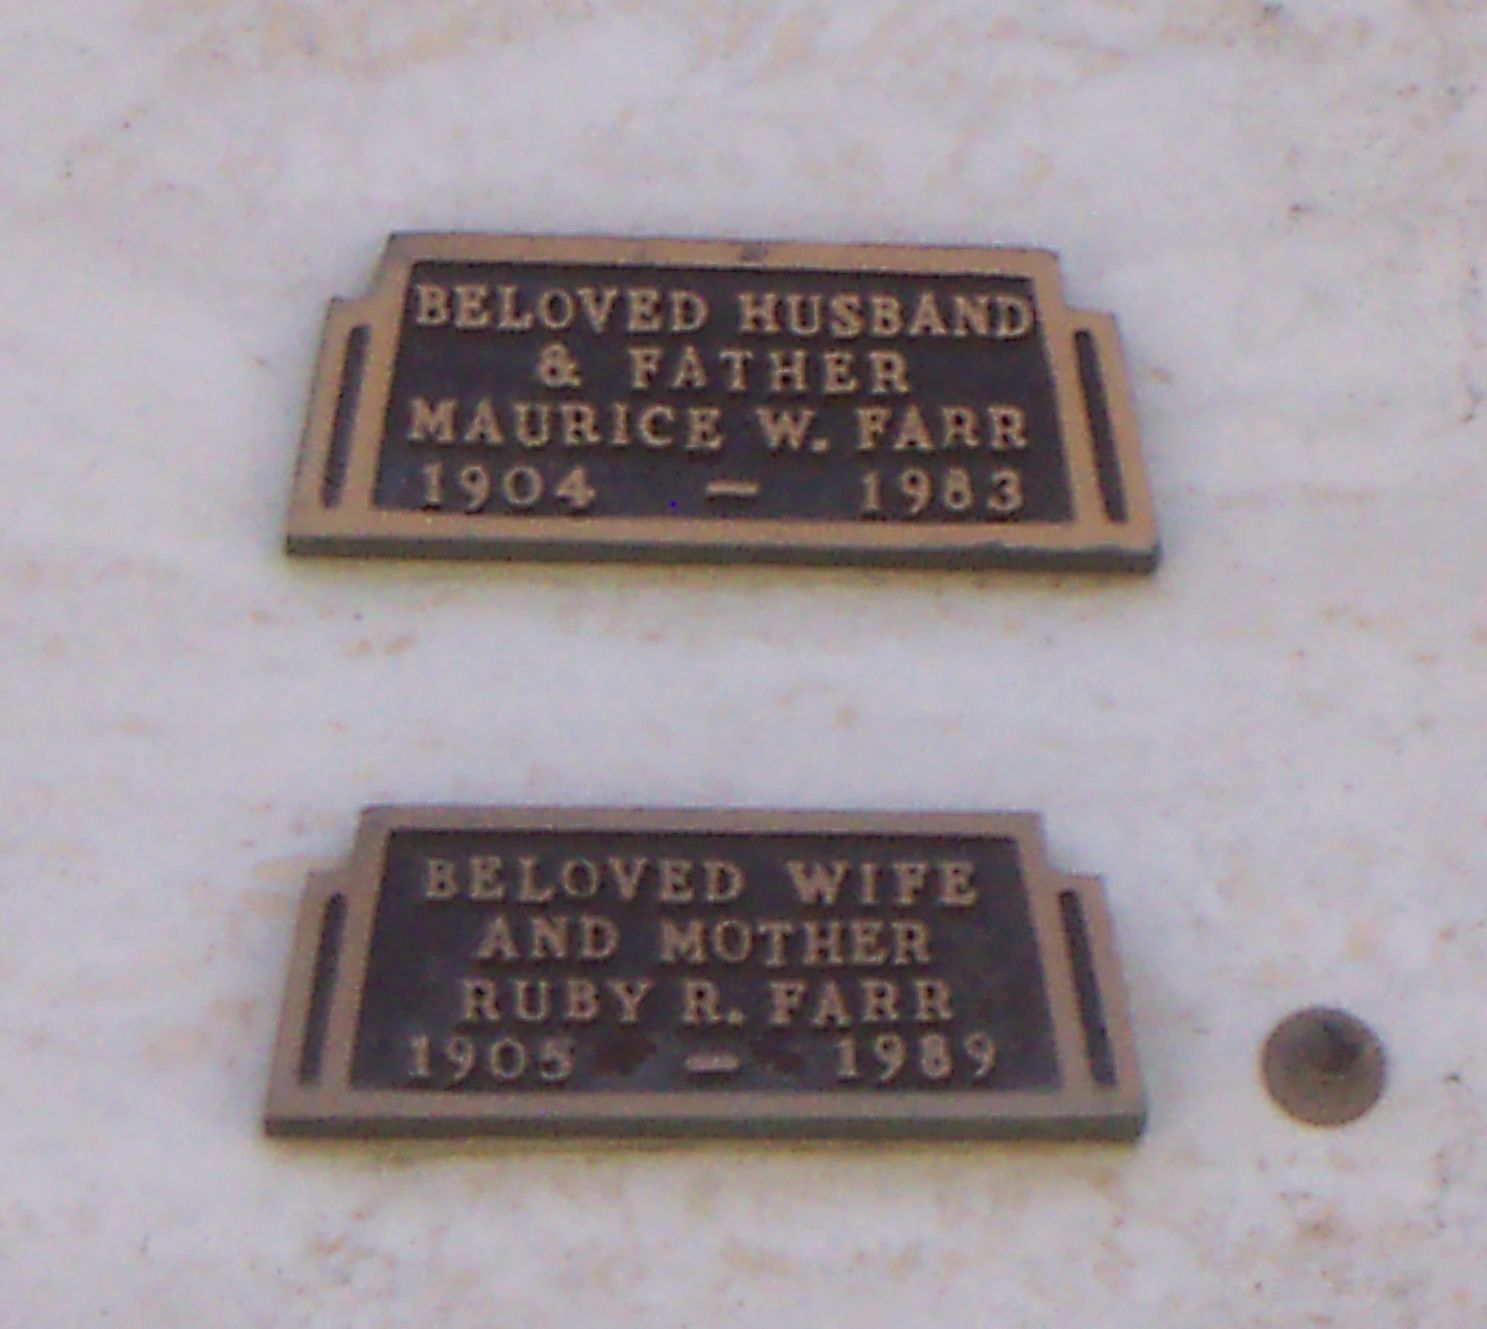 BELOVED HUSBAND
& FATHER
MAURICE W. FARR
1904 — 1983
BELOVED WIFE
AND MOTHER
RUBY R. FARR
1905 — 1989